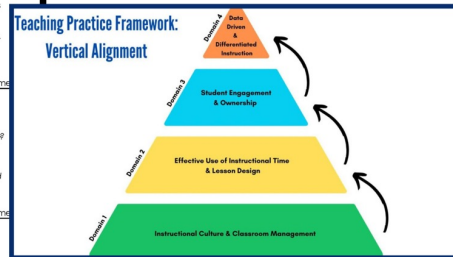 Teaching Practice Framework:
Vertical Alignment
Domain 4
Data
Driven
&
Differentiated
Instruction
Domain 3
Student Engagement
& Ownership
Domain 2
Effective Use of Instructional Time
& Lesson Design
Domain 1
Instructional Culture & Classroom Management